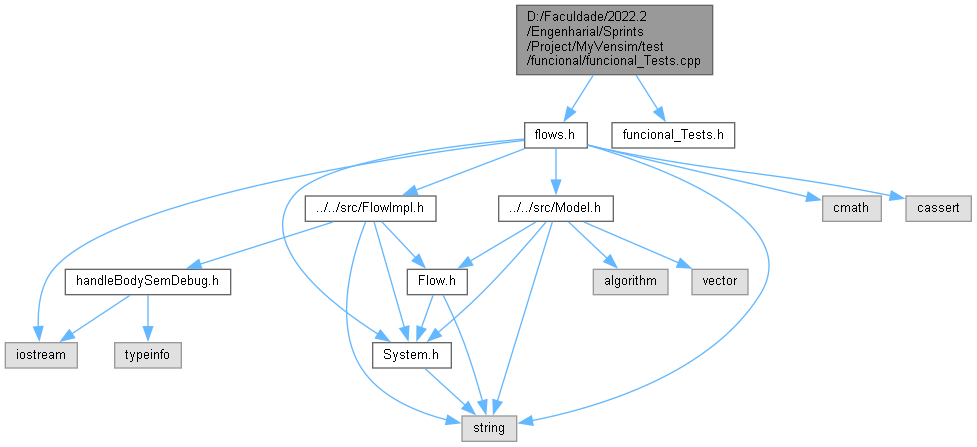 D:/Faculdade/2022.2
/Engenharial/Sprints
/Project/MyVensim/test
/funcional/funcional_Tests.cpp
flows.h
funcional_Tests.h
../../src/FlowImpl.h
../../src/Model.h
cmath
cassert
handleBodySemDebug.h
Flow.h
algorithm
vector
iostream
typeinfo
System.h
string